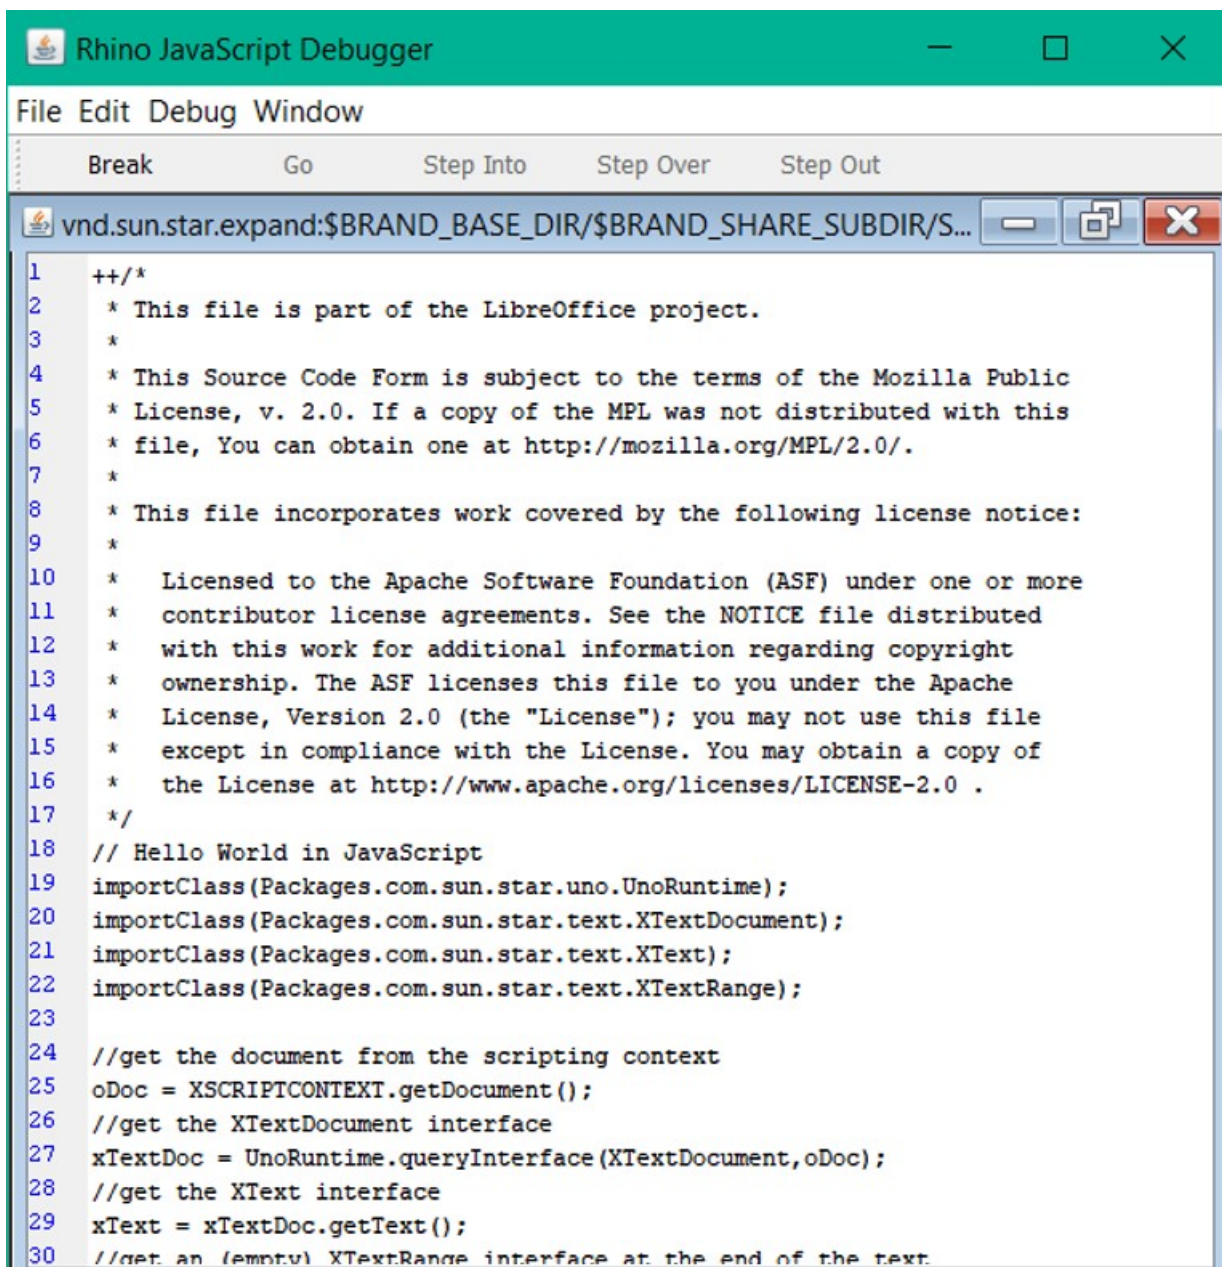 Rhino JavaScript Debugger
File Edit Debug Window
Break Go Step Into Step Over Step Out
vnd.sun.star.expand:$BRAND_BASE_DIR/$BRAND_SHARE_SUBDIR/S...
1 ++/*
2 * This file is part of the LibreOffice project.
3 *
4 * This Source Code Form is subject to the terms of the Mozilla Public
5 * License, v. 2.0. If a copy of the MPL was not distributed with this
6 * file, You can obtain one at http://mozilla.org/MPL/2.0/.
7 *
8 * This file incorporates work covered by the following license notice:
9 *
10 *   Licensed to the Apache Software Foundation (ASF) under one or more
11 *   contributor license agreements. See the NOTICE file distributed
12 *   with this work for additional information regarding copyright
13 *   ownership. The ASF licenses this file to you under the Apache
14 *   License, Version 2.0 (the "License"); you may not use this file
15 *   except in compliance with the License. You may obtain a copy of
16 *   the License at http://www.apache.org/licenses/LICENSE-2.0 .
17 */
18 // Hello World in JavaScript
19 importClass(Packages.com.sun.star.uno.UnoRuntime);
20 importClass(Packages.com.sun.star.text.XTextDocument);
21 importClass(Packages.com.sun.star.text.XText);
22 importClass(Packages.com.sun.star.text.XTextRange);
23
24 //get the document from the scripting context
25 oDoc = XSCRIPTCONTEXT.getDocument();
26 //get the XTextDocument interface
27 xTextDoc = UnoRuntime.queryInterface(XTextDocument,oDoc);
28 //get the XText interface
29 xText = xTextDoc.getText();
30 //get an (empty) XTextRange interface at the end of the text